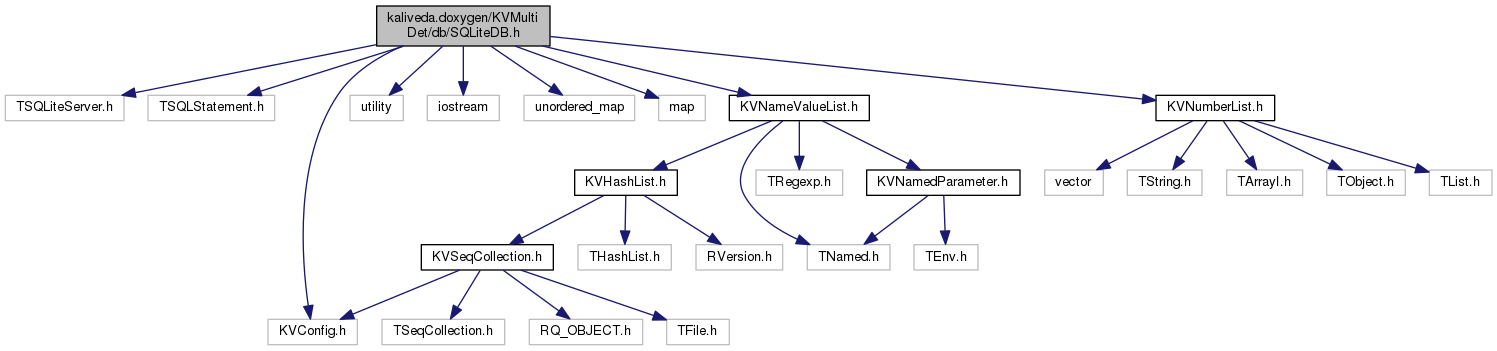 kaliveda.doxygen/KVMulti
Det/db/SQLiteDB.h
TSQLiteServer.h
TSQLStatement.h
utility
iostream
unordered_map
map
KVNameValueList.h
KVNumberList.h
KVHashList.h
TRegexp.h
KVNamedParameter.h
vector
TString.h
TArrayI.h
TObject.h
TList.h
KVSeqCollection.h
THashList.h
RVersion.h
TNamed.h
TEnv.h
KVConfig.h
TSeqCollection.h
RQ_OBJECT.h
TFile.h